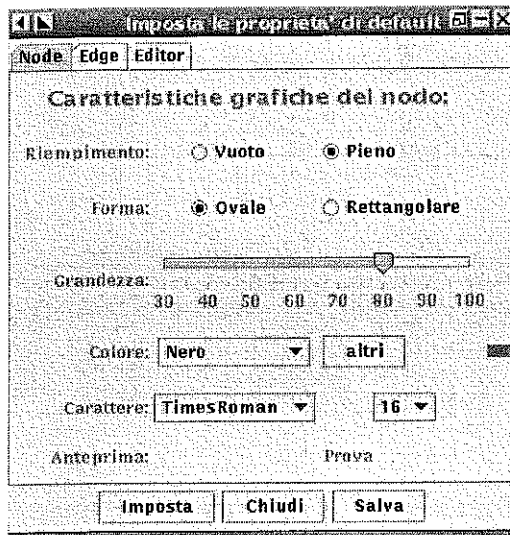 Imposta le proprieta' di default
Node Edge Editor
Caratteristiche grafiche del nodo:
Riempimento: Vuoto Pieno
Forma: Ovale Rettangolare
Grandezza:
30 40 50 60 70 80 90 100
Colore: Nero altri
Carattere: TimesRoman 16
Anteprima: Prova
Imposta Chiudi Salva